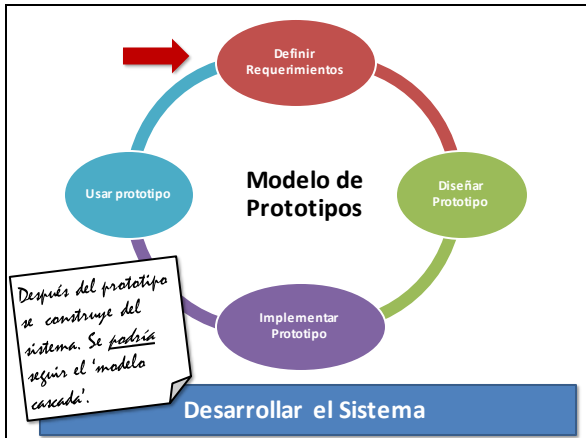 Definir
Requerimientos
Usar prototipo
Modelo de
Prototipos
Diseñar
Prototipo
Implementar
Prototipo
Después del prototipo
se construye del
sistema. Se podría
seguir el 'modelo
cascada'.
Desarrollar el Sistema